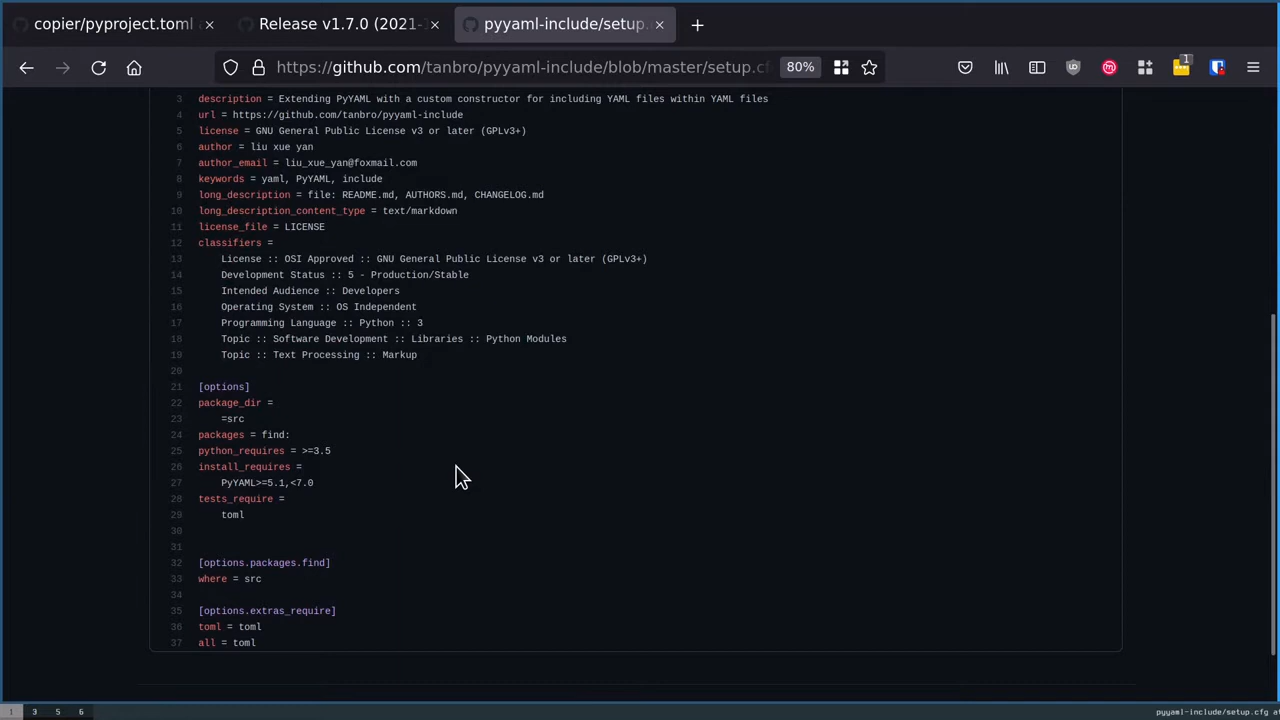 copier/pyproject.toml
Release v1.7.0 (2021-
pyyaml-include/setup.
https://github.com/tanbro/pyyaml-include/blob/master/setup.cf
80%
1
3 description = Extending PyYAML with a custom constructor for including YAML files within YAML files
4 url = https://github.com/tanbro/pyyaml-include
5 license = GNU General Public License v3 or later (GPLv3+)
6 author = liu xue yan
7 author_email = liu_xue_yan@foxmail.com
8 keywords = yaml, PyYAML, include
9 long_description = file: README.md, AUTHORS.md, CHANGELOG.md
10 long_description_content_type = text/markdown
11 license_file = LICENSE
12 classifiers =
13 License :: OSI Approved :: GNU General Public License v3 or later (GPLv3+)
14 Development Status :: 5 - Production/Stable
15 Intended Audience :: Developers
16 Operating System :: OS Independent
17 Programming Language :: Python :: 3
18 Topic :: Software Development :: Libraries :: Python Modules
19 Topic :: Text Processing :: Markup
20
21 [options]
22 package_dir =
23 =src
24 packages = find:
25 python_requires = >=3.5
26 install_requires =
27 PyYAML>=5.1,<7.0
28 tests_require =
29 toml
30
31
32 [options.packages.find]
33 where = src
34
35 [options.extras_require]
36 toml = toml
37 all = toml
1 3 5 6
pyyaml-include/setup.cfg at